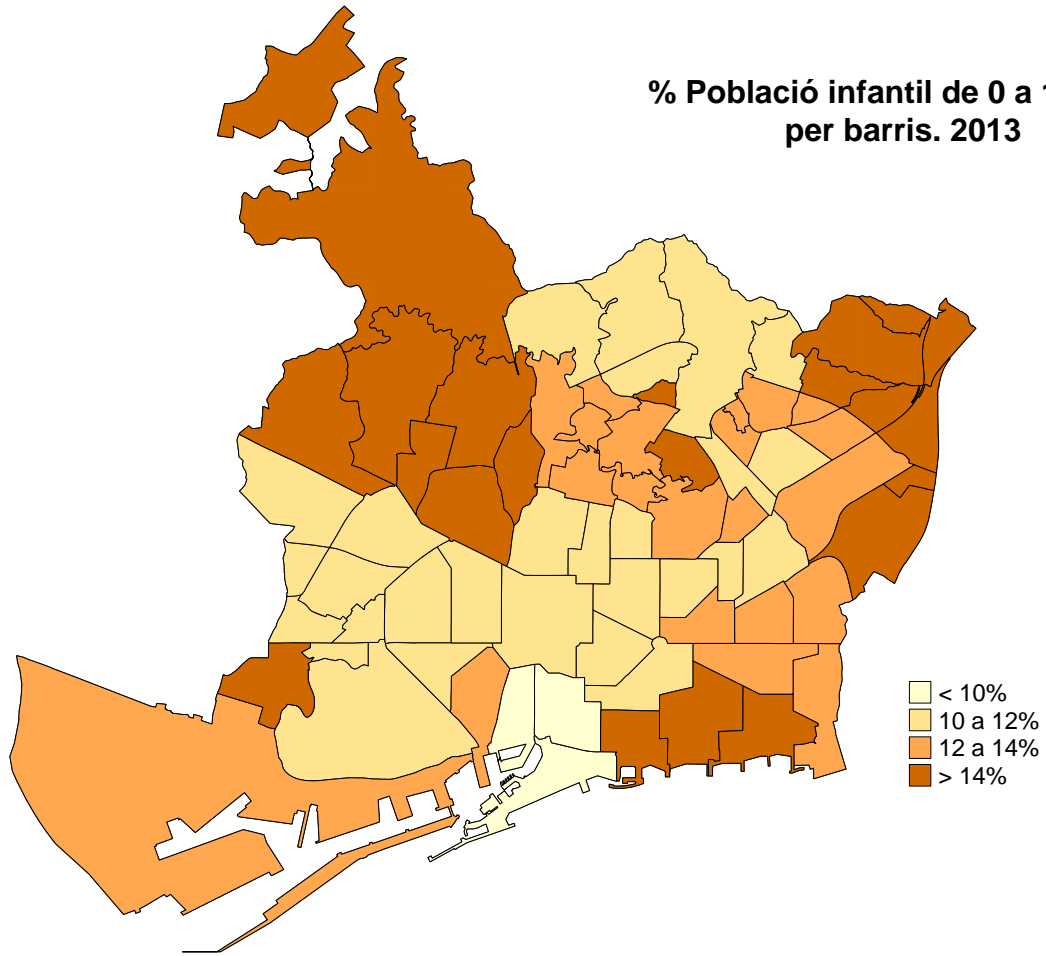 % Població infantil de 0 a
per barris. 2013
< 10%
10 a 12%
12 a 14%
> 14%